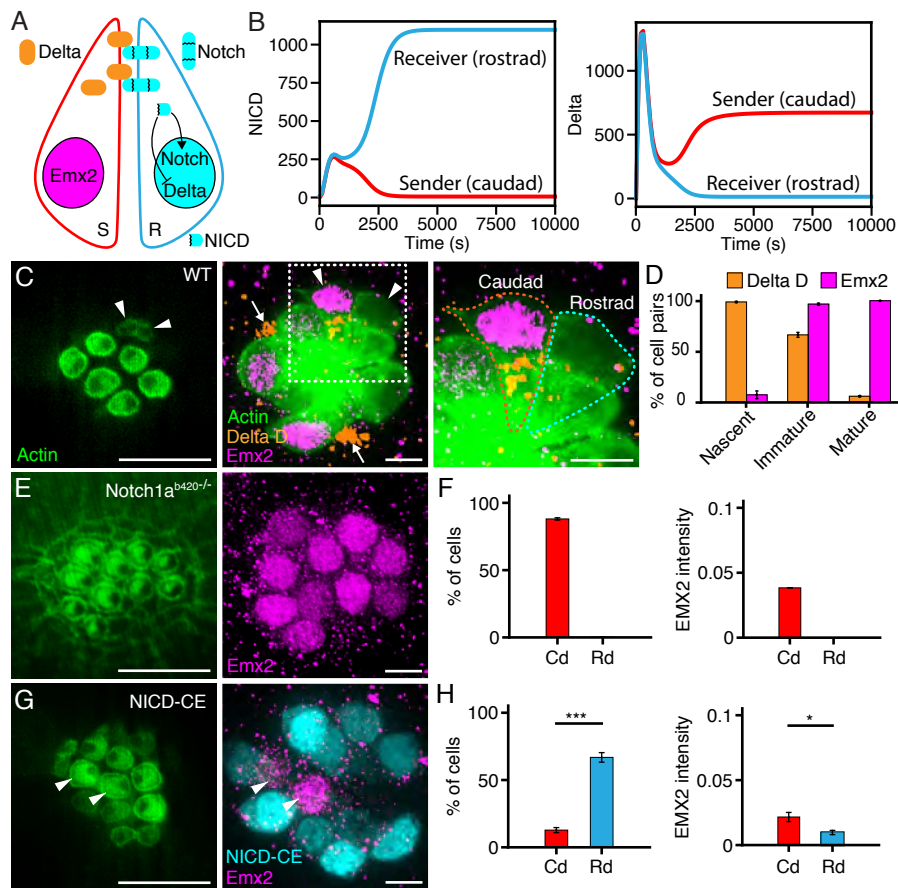 A
Delta
Notch
Emx2
Notch
Delta
S
R
NICD
B
NICD
1000
750
500
250
0
Receiver (rostrad)
Sender (caudad)
0
2500
5000
7500
10000
Time (s)
Delta
1000
500
0
Sender (caudad)
Receiver (rostrad)
0
2500
5000
7500
10000
Time (s)
C
WT
Actin
Actin
Delta D
Emx2
Caudad
Rostrad
D
Delta D
Emx2
% of cell pairs
100
50
0
Nascent
Immature
Mature
E
Notch1a^b420-/-
Emx2
F
% of cells
100
50
0
Cd
Rd
EMX2 intensity
0.1
0.05
0
Cd
Rd
G
NICD-CE
NICD-CE
Emx2
H
% of cells
100
50
0
***
Cd
Rd
EMX2 intensity
0.1
0.05
0
*
Cd
Rd